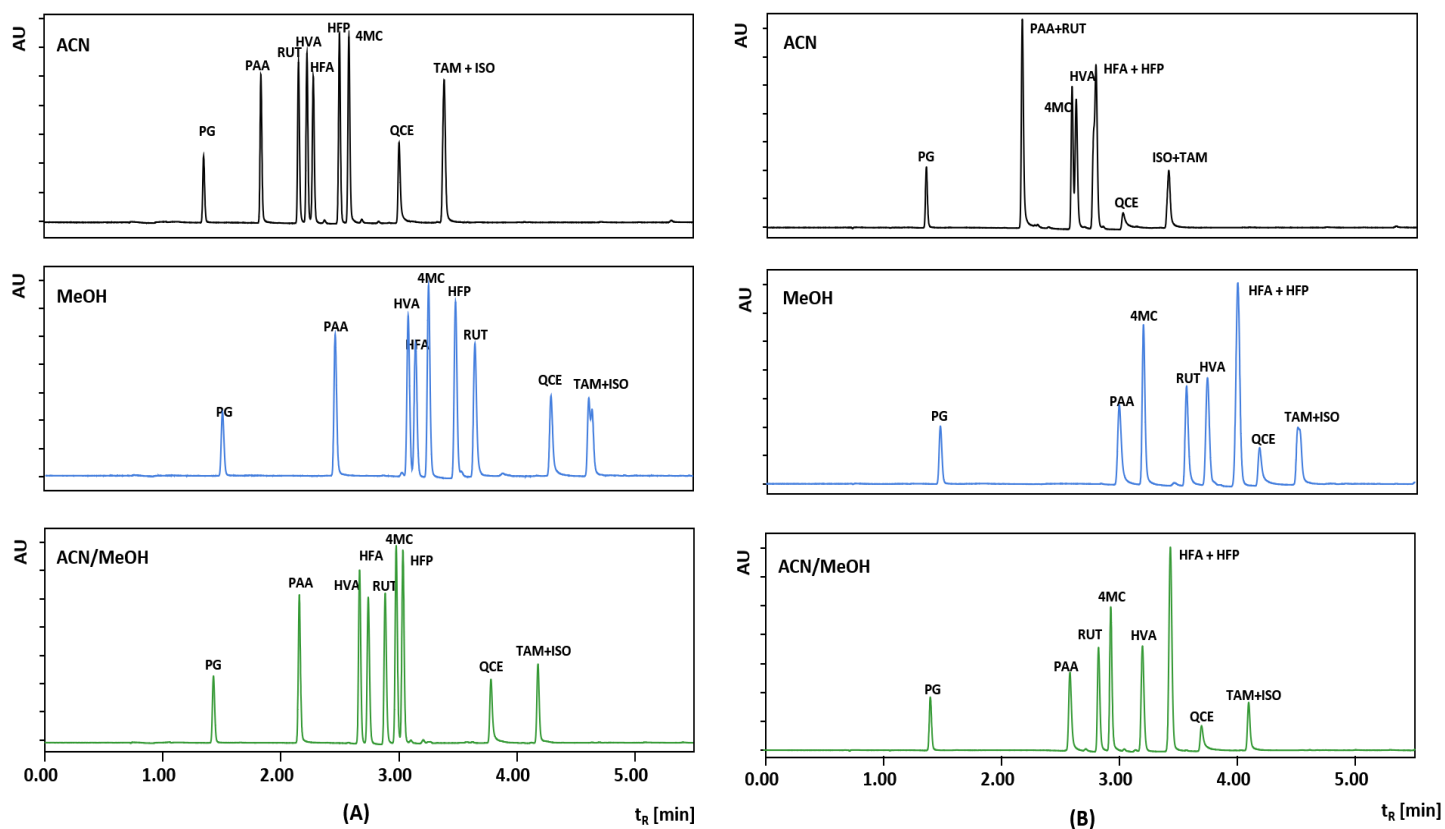 AU
ACN
PG
PAA
RUT
HVA
HFA
HFP
4MC
QCE
TAM + ISO
AU
MeOH
PG
PAA
HVA
HFA
4MC
HFP
RUT
QCE
TAM+ISO
AU
ACN/MeOH
PG
PAA
HVA
HFA
RUT
4MC
HFP
QCE
TAM+ISO
0.00 1.00 2.00 3.00 4.00 5.00
(A)
tR [min]
AU
ACN
PG
PAA+RUT
4MC
HVA
HFA + HFP
QCE
ISO+TAM
AU
MeOH
PG
PAA
4MC
RUT
HVA
HFA + HFP
QCE
TAM+ISO
AU
ACN/MeOH
PG
PAA
RUT
4MC
HVA
HFA + HFP
QCE
TAM+ISO
0.00 1.00 2.00 3.00 4.00 5.00
(B)
tR [min]